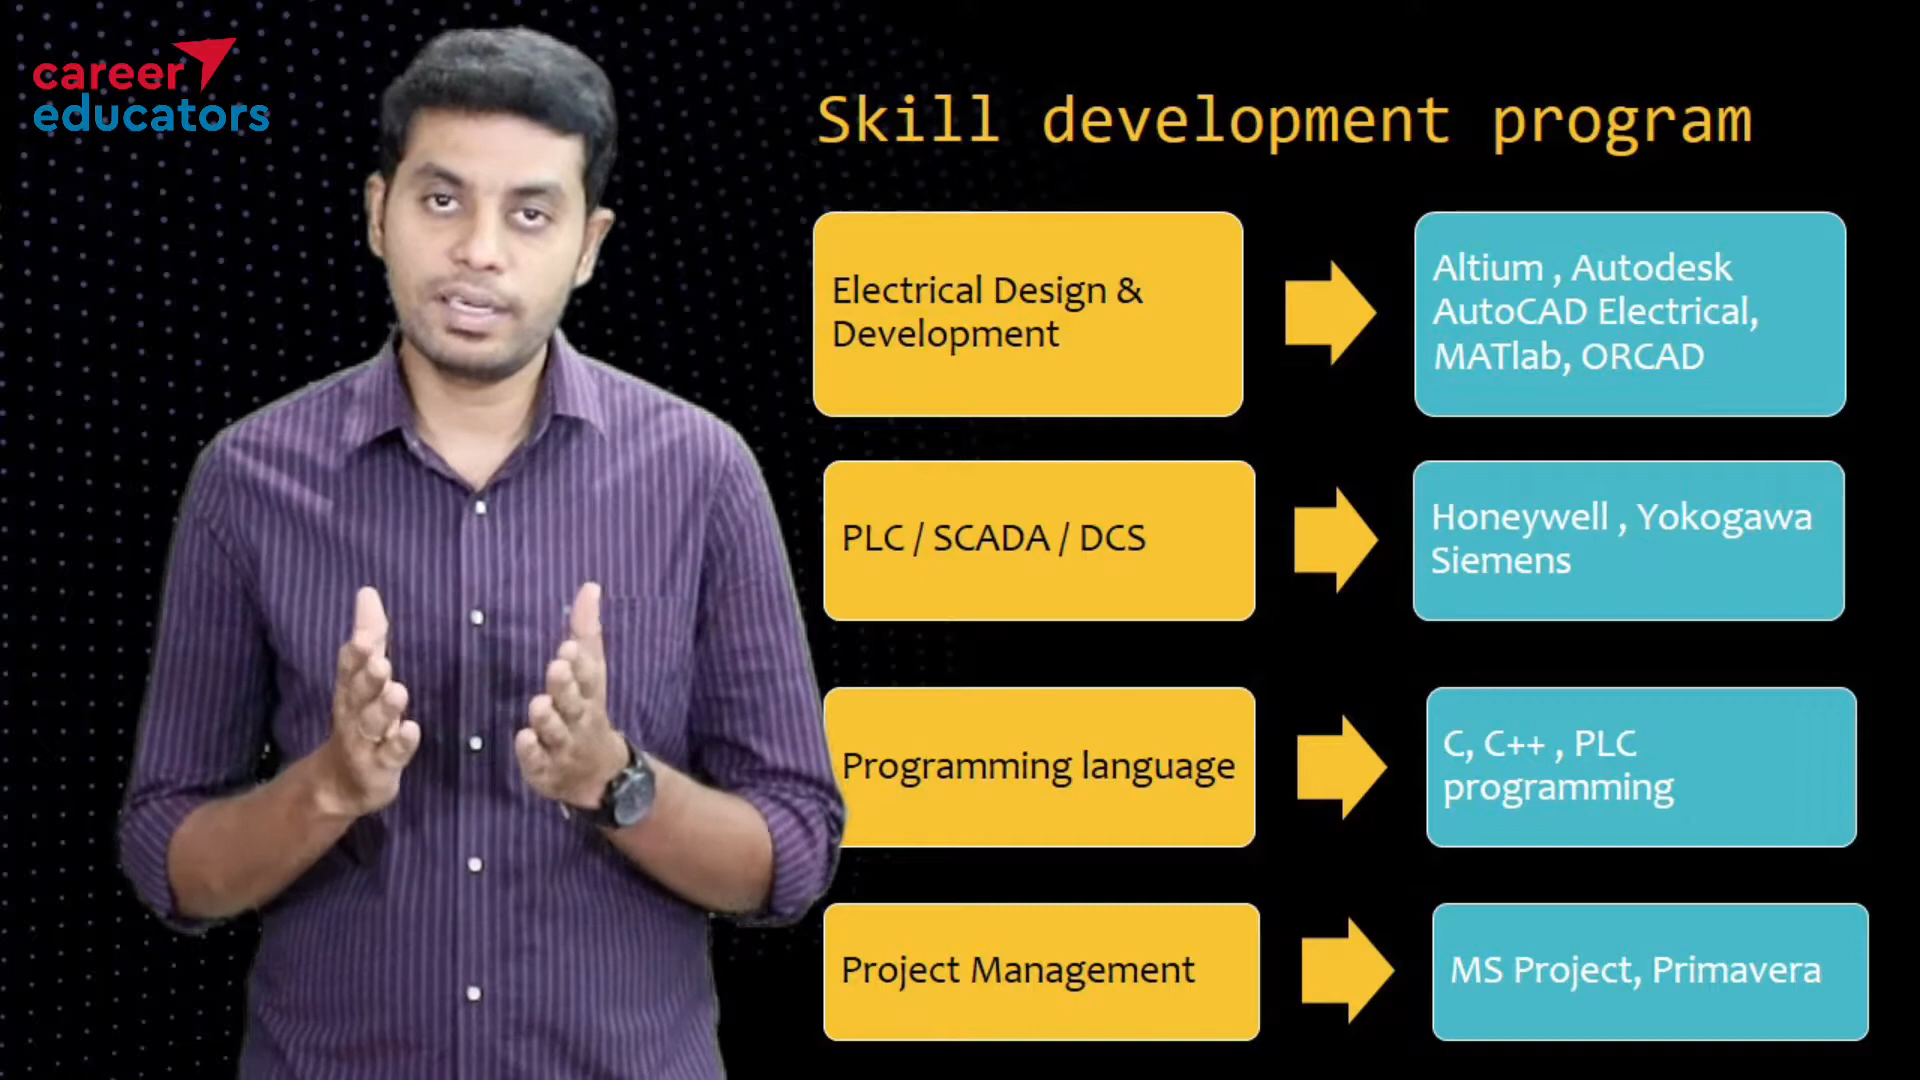 career
educators
Skill development program
Electrical Design &
Development
Altium , Autodesk
AutoCAD Electrical,
MATlab, ORCAD
PLC / SCADA / DCS
Honeywell , Yokogawa
Siemens
Programming language
C, C++ , PLC
programming
Project Management
MS Project, Primavera